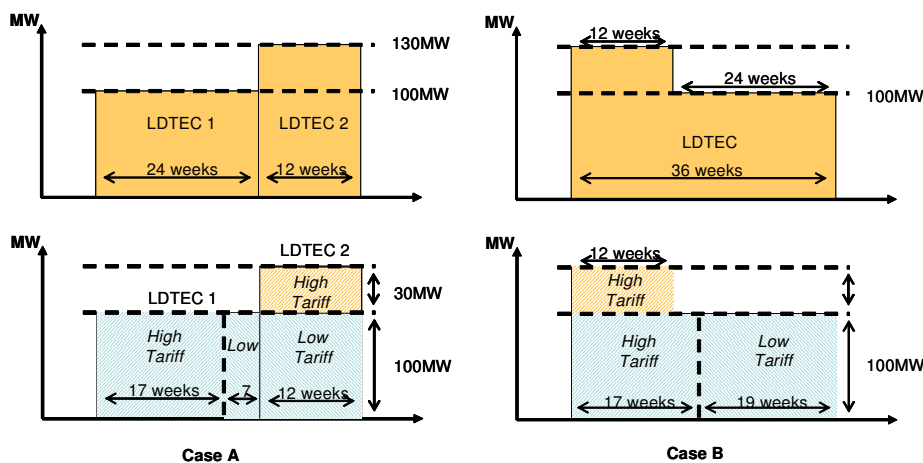 MW
130MW
100MW
LDTEC 1
LDTEC 2
24 weeks
12 weeks
MW
12 weeks
24 weeks
100MW
LDTEC
36 weeks
MW
LDTEC 2
LDTEC 1
High
Tariff
30MW
High
Tariff
Low
Low
Tariff
100MW
17 weeks
7
12 weeks
Case A
MW
12 weeks
High
Tariff
High
Tariff
Low
Tariff
100MW
17 weeks
19 weeks
Case B